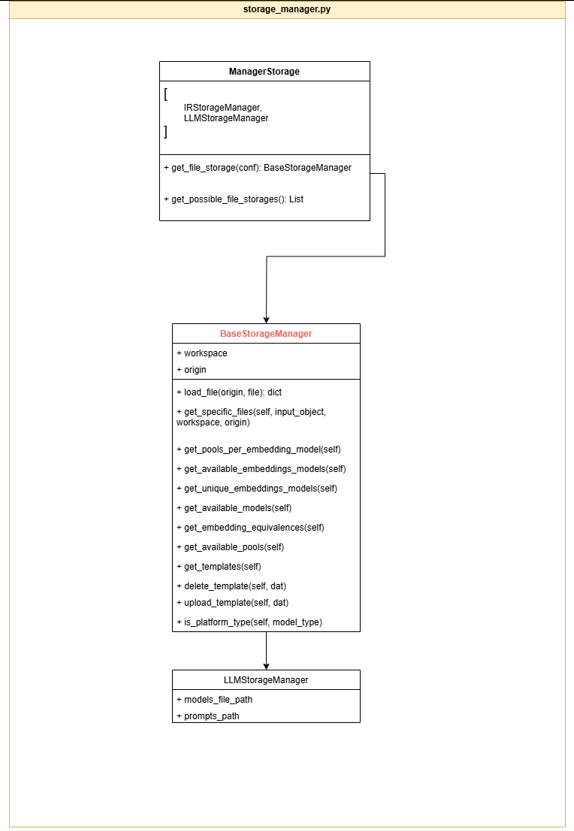 storage_manager.py
ManagerStorage
[
IRStorageManager,
LLMStorageManager
]
+ get_file_storage(conf): BaseStorageManager
+ get_possible_file_storages(): List
BaseStorageManager
+ workspace
+ origin
+ load_file(origin, file): dict
+ get_specific_files(self, input_object,
workspace, origin)
+ get_pools_per_embedding_model(self)
+ get_available_embeddings_models(self)
+ get_unique_embeddings_models(self)
+ get_available_models(self)
+ get_embedding_equivalences(self)
+ get_available_pools(self)
+ get_templates(self)
+ delete_template(self, dat)
+ upload_template(self, dat)
+ is_platform_type(self, model_type)
LLMStorageManager
+ models_file_path
+ prompts_path